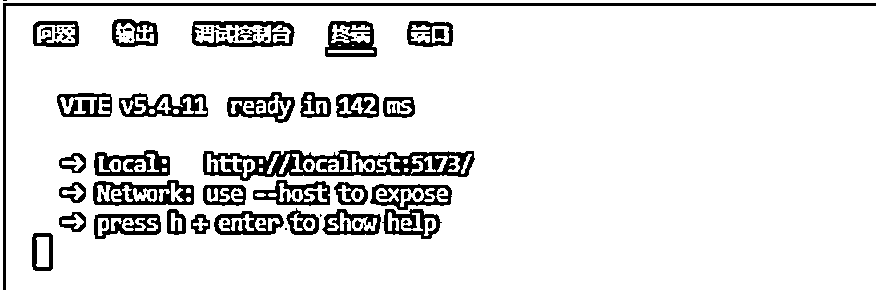 问题 输出 调试控制台 终端 端口
VITE v5.4.11 ready in 142 ms
➜ Local: http://localhost:5173/
➜ Network: use --host to expose
➜ press h + enter to show help